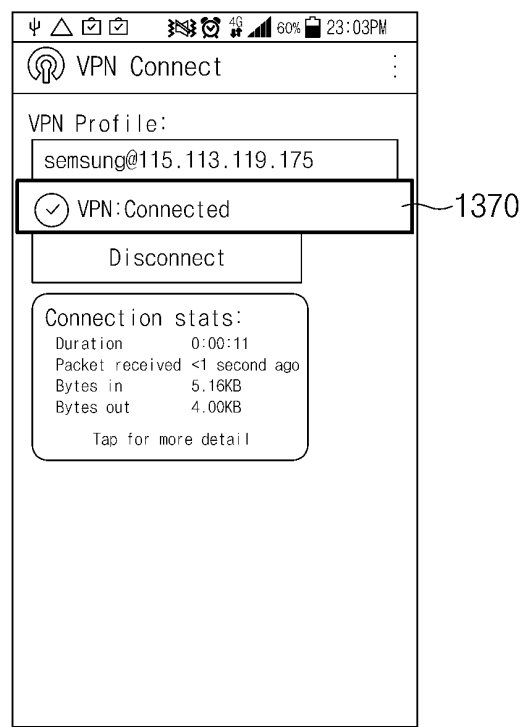 4G 60% 23:03PM
VPN Connect
VPN Profile:
semsung@115.113.119.175
VPN:Connected
1370
Disconnect
Connection stats:
Duration 0:00:11
Packet received <1 second ago
Bytes in 5.16KB
Bytes out 4.00KB
Tap for more detail